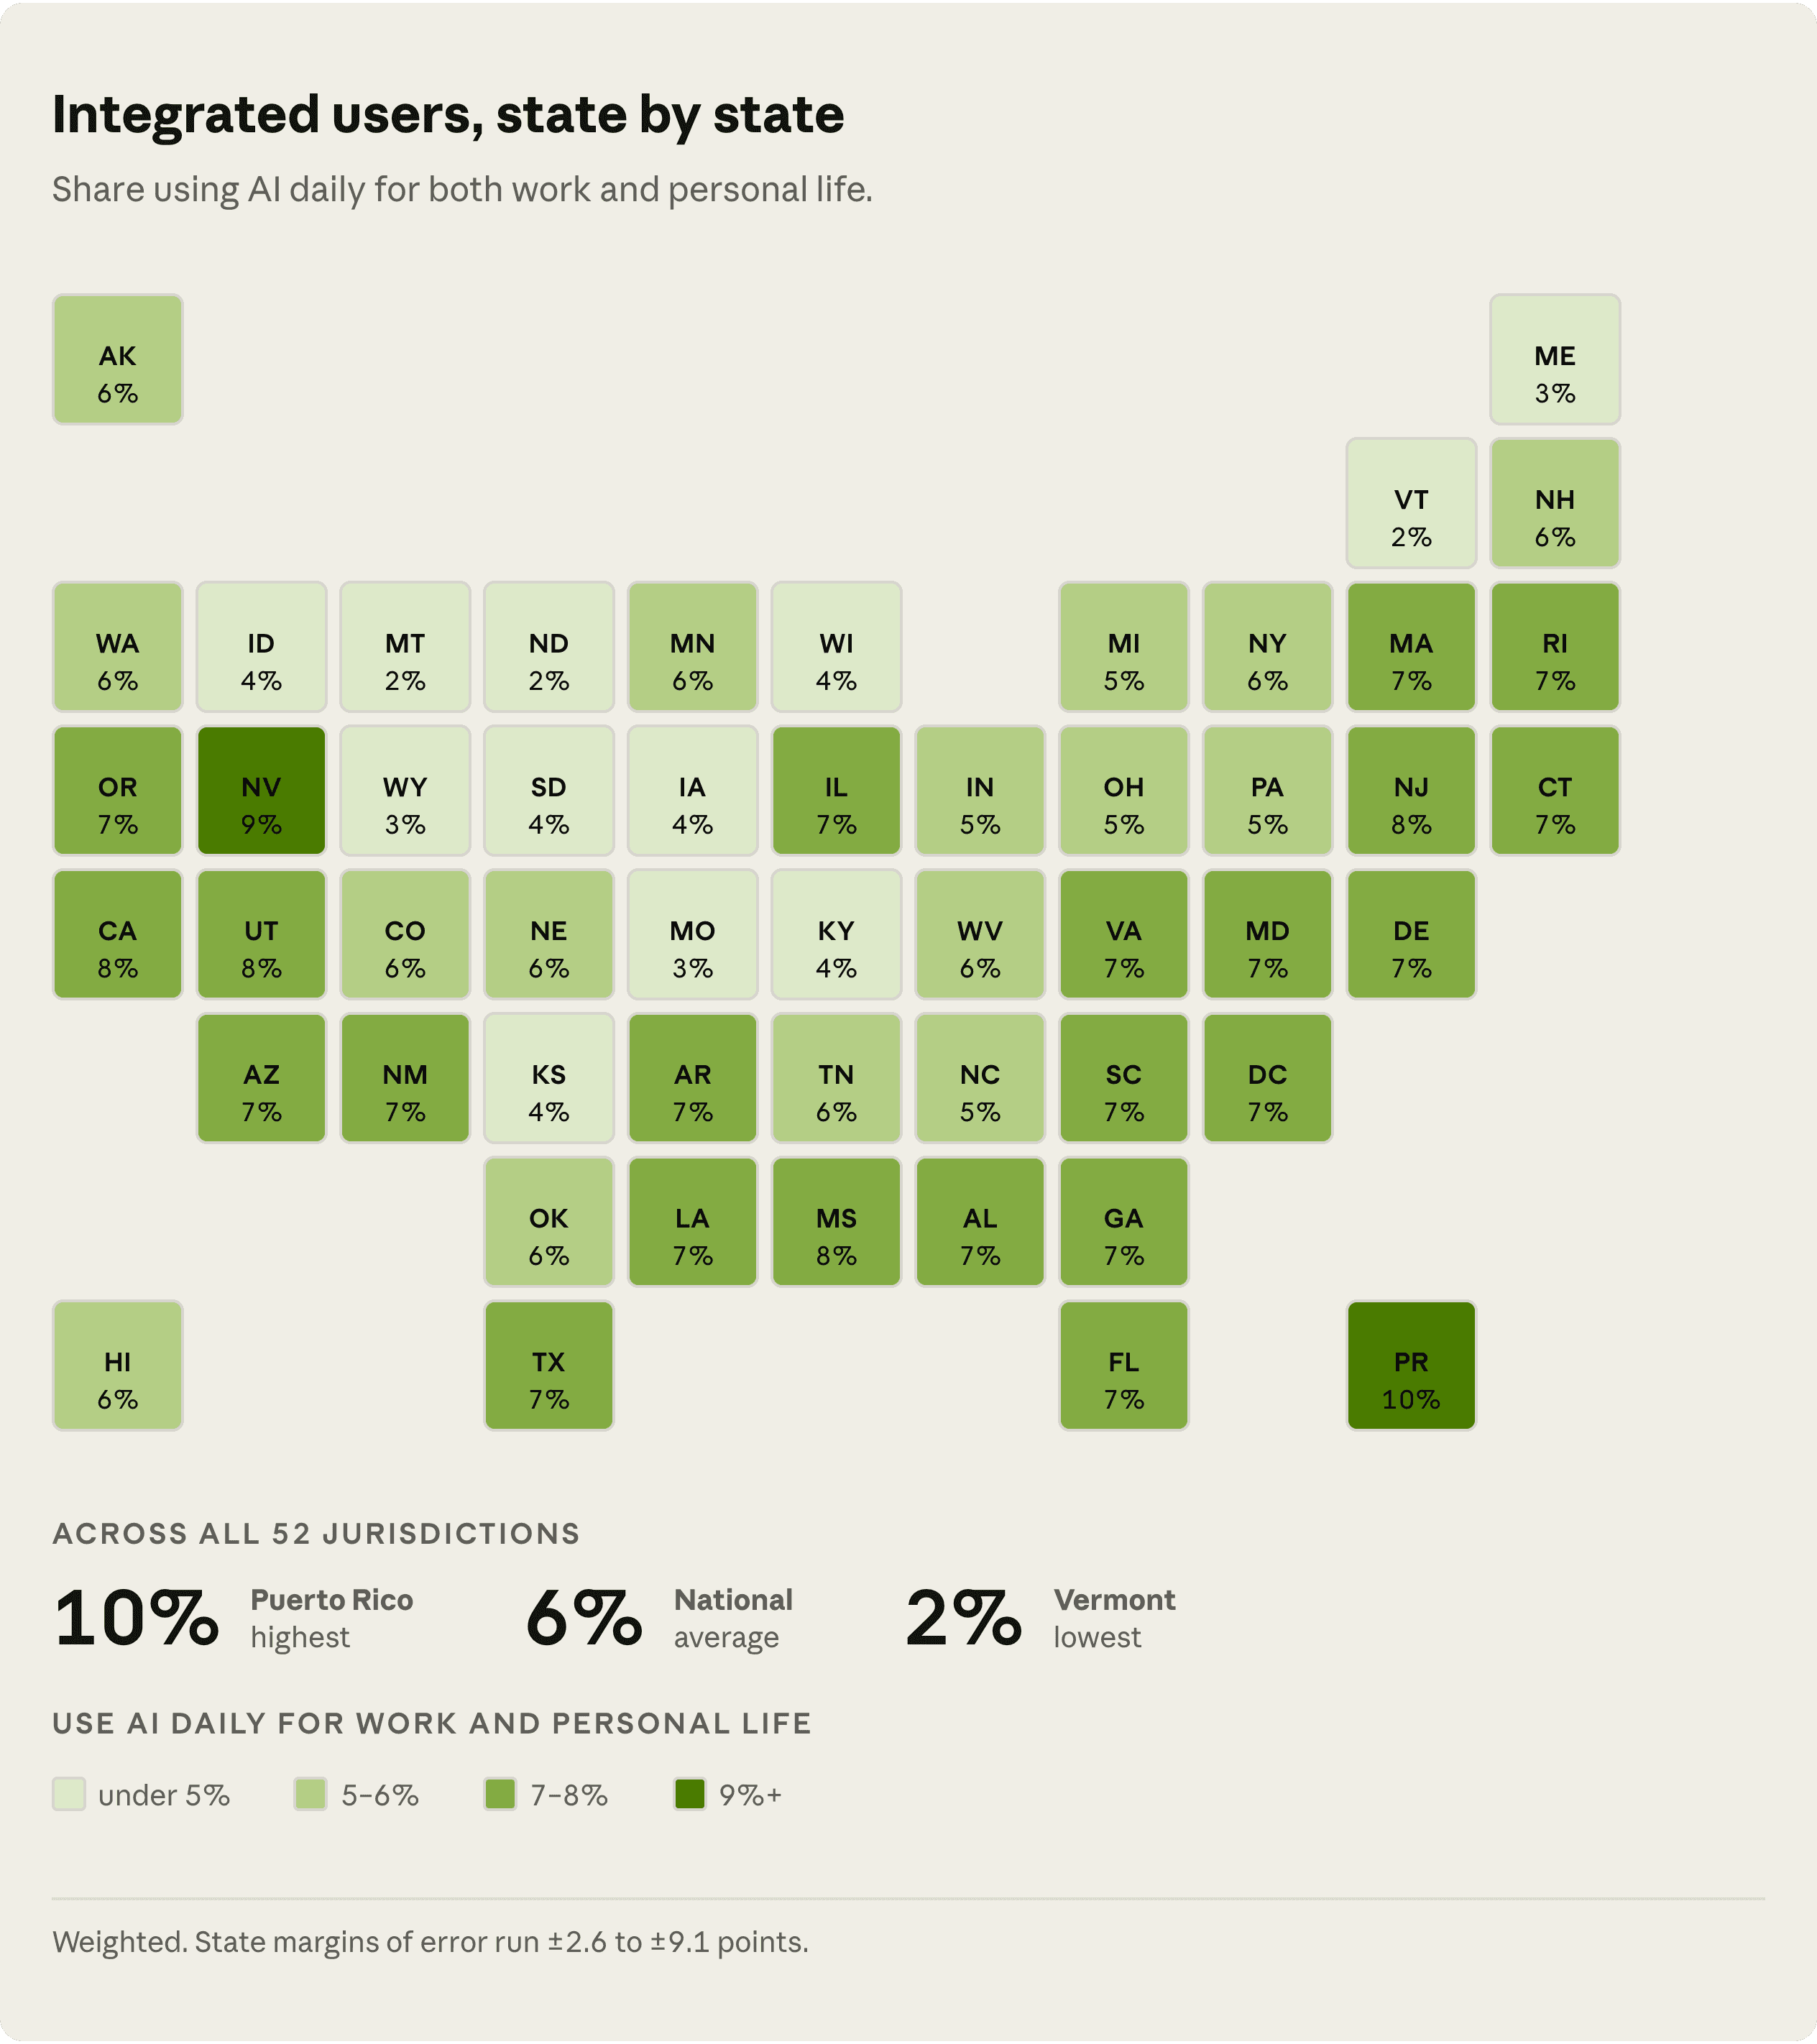 Integrated users, state by state
Share using AI daily for both work and personal life.
AK
6%
ME
3%
VT
2%
NH
6%
WA
6%
ID
4%
MT
2%
ND
2%
MN
6%
WI
4%
MI
5%
NY
6%
MA
7%
RI
7%
OR
7%
NV
9%
WY
3%
SD
4%
IA
4%
IL
7%
IN
5%
OH
5%
PA
5%
NJ
8%
CT
7%
CA
8%
UT
8%
CO
6%
NE
6%
MO
3%
KY
4%
WV
6%
VA
7%
MD
7%
DE
7%
AZ
7%
NM
7%
KS
4%
AR
7%
TN
6%
NC
5%
SC
7%
DC
7%
OK
6%
LA
7%
MS
8%
AL
7%
GA
7%
HI
6%
TX
7%
FL
7%
PR
10%
ACROSS ALL 52 JURISDICTIONS
10%
Puerto Rico
highest
6%
National
average
2%
Vermont
lowest
USE AI DAILY FOR WORK AND PERSONAL LIFE
under 5%
5–6%
7–8%
9%+
Weighted. State margins of error run ±2.6 to ±9.1 points.